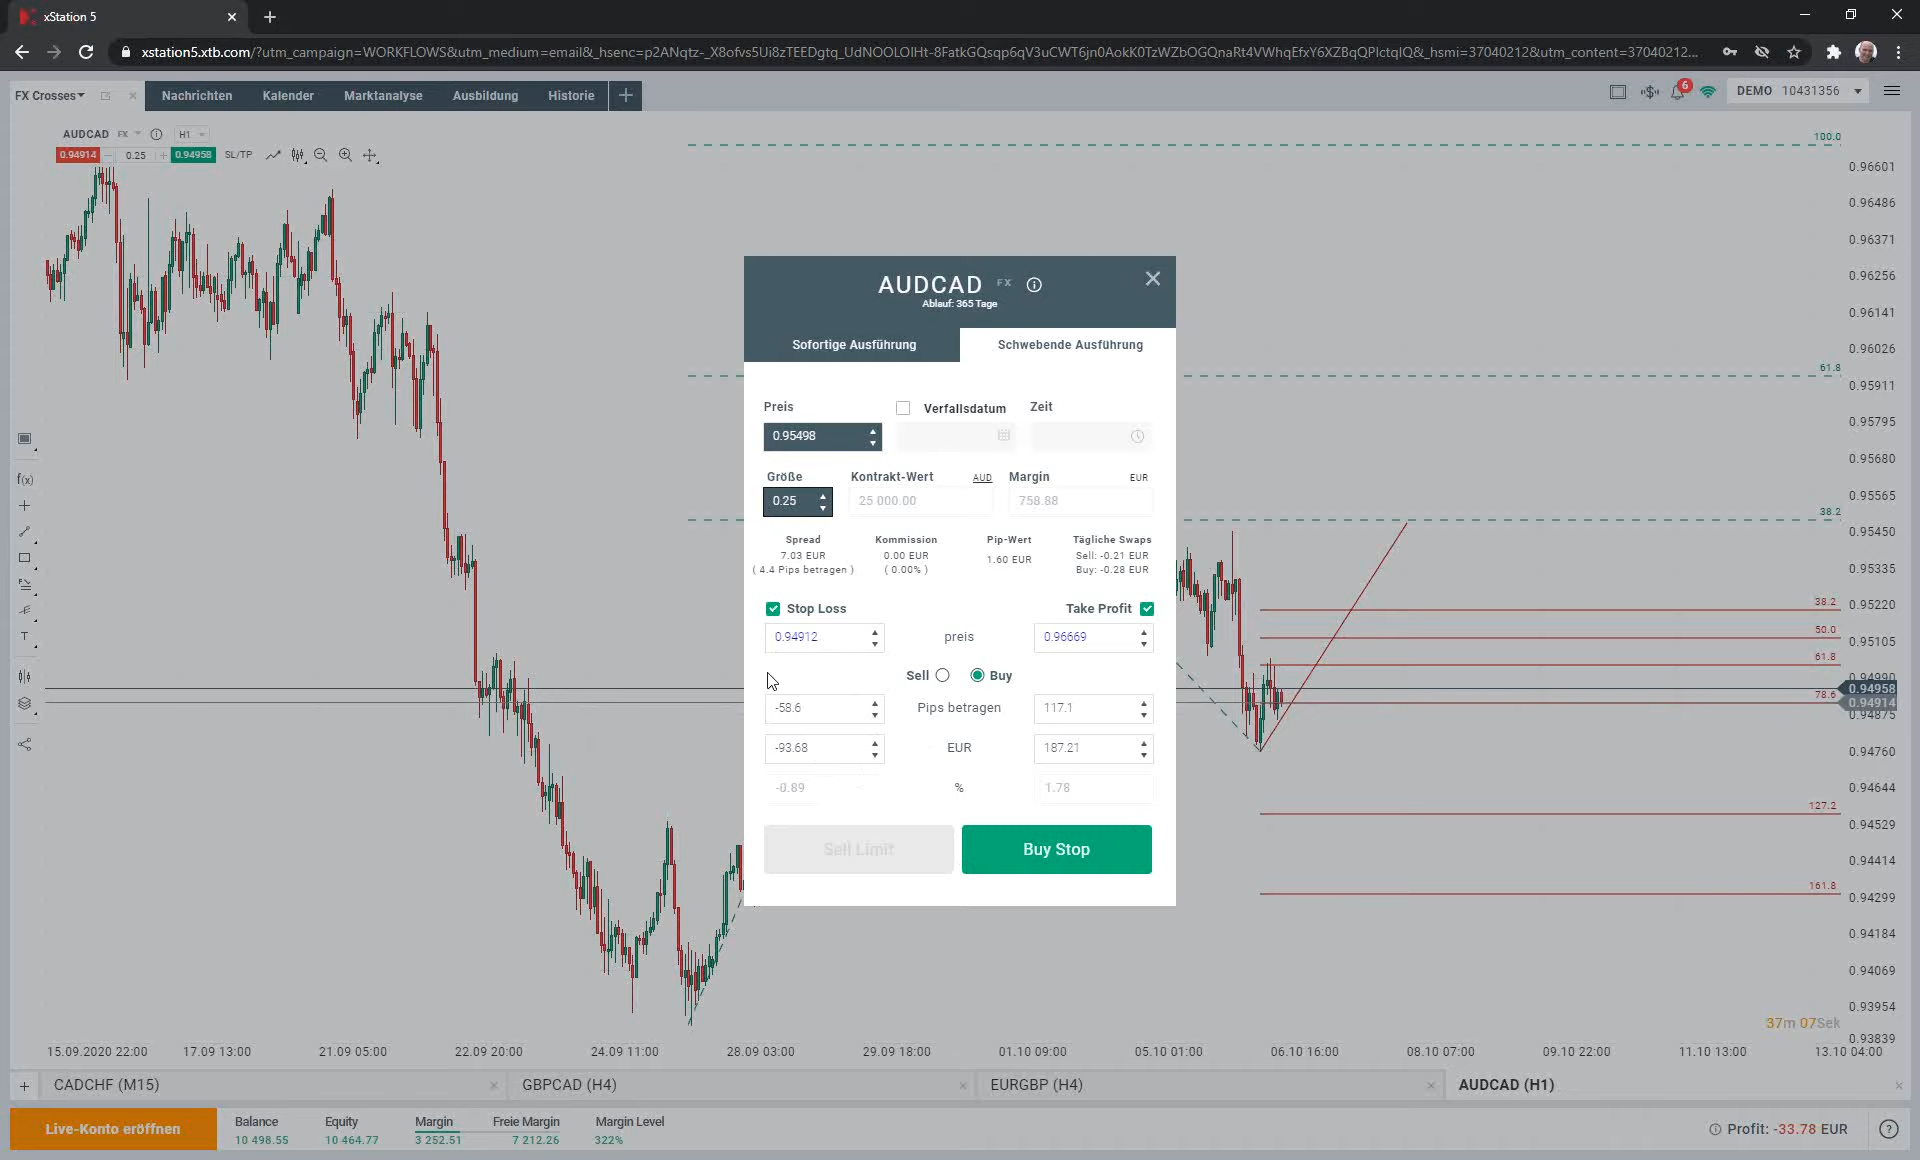 xStation 5
xstation5.xtb.com/?utm_campaign=WORKFLOWS&utm_medium=email&_hsenc=p2ANqtz-_X8ofvs5Ui8zTEEDgtq_UdNOOLOIHt-8FatkGQsqp6qV3uCWT6jn0AokK0TzWZbOGQnaRt4VWhqEfxY6XZBqQPIctqIQ&_hsmi=37040212&utm_content=37040212...
FX Crosses Nachrichten Kalender Marktanalyse Ausbildung Historie 6 DEMO 10431356
AUDCAD FX H1
0.94914 0.25 0.94958 SL/TP
100.0
0.96601
0.96486
0.96371
0.96256
0.96141
0.96026
61.8
0.95911
0.95795
0.95680
0.95565
38.2
0.95450
0.95335
38.2
0.95220
50.0
0.95105
61.8
0.94990
0.94958
78.6
0.94914
0.94875
0.94760
0.94644
127.2
0.94529
0.94414
161.8
0.94299
0.94184
0.94069
0.93954
0.93839
f(x)
T
AUDCAD FX
Ablauf: 365 Tage
Sofortige Ausführung Schwebende Ausführung
Preis Verfallsdatum Zeit
0.95498
Größe Kontrakt-Wert AUD Margin EUR
0.25 25 000.00 758.88
Spread Kommission Pip-Wert Tägliche Swaps
7.03 EUR 0.00 EUR 1.60 EUR Sell: -0.21 EUR
( 4.4 Pips betragen ) ( 0.00% ) Buy: -0.28 EUR
Stop Loss Take Profit
0.94912 preis 0.96669
Sell Buy
-58.6 Pips betragen 117.1
-93.68 EUR 187.21
-0.89 % 1.78
Sell Limit Buy Stop
37m 07Sek
15.09.2020 22:00 17.09 13:00 21.09 05:00 22.09 20:00 24.09 11:00 28.09 03:00 29.09 18:00 01.10 09:00 05.10 01:00 06.10 16:00 08.10 07:00 09.10 22:00 11.10 13:00 13.10 04:00
CADCHF (M15) GBPCAD (H4) EURGBP (H4) AUDCAD (H1)
Live-Konto eröffnen
Balance Equity Margin Freie Margin Margin Level
10 498.55 10 464.77 3 252.51 7 212.26 322%
Profit: -33.78 EUR